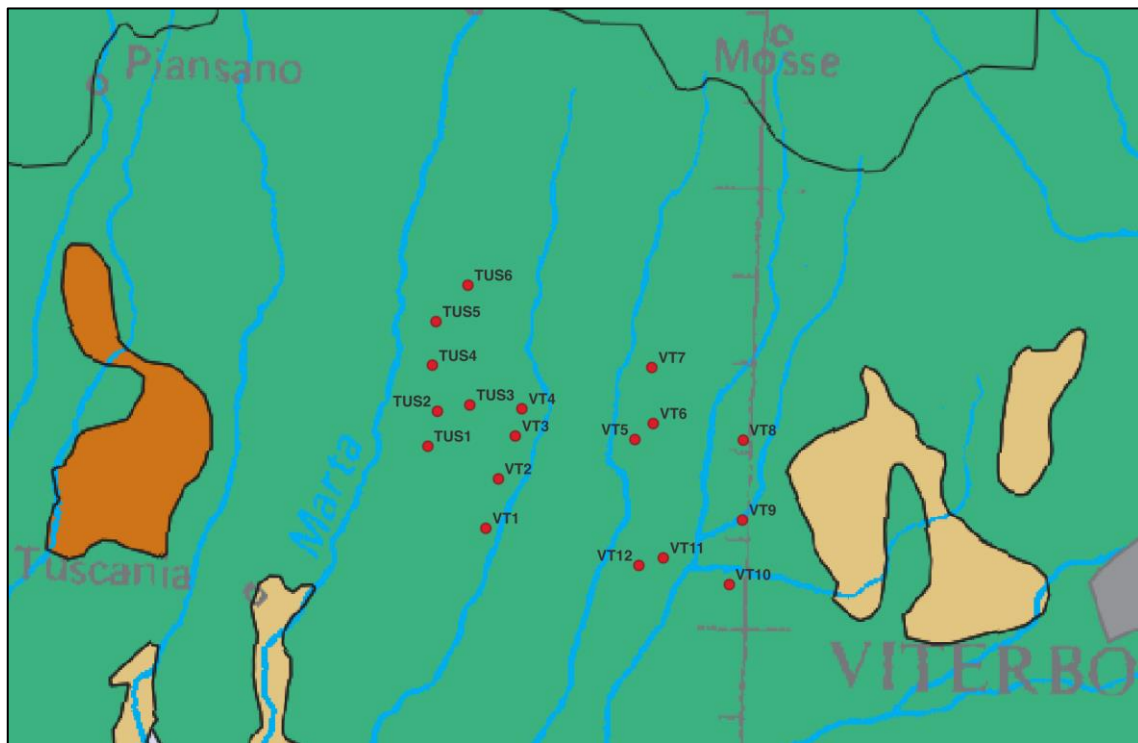 Mosse
Piansano
TUS6
TUS5
TUS4
VT7
TUS3
VT4
TUS2
VT6
VT3
VT5
VT8
TUS1
VT2
Marta
VT9
VT1
VT11
VT12
Tuscania
VT10
VITERBO